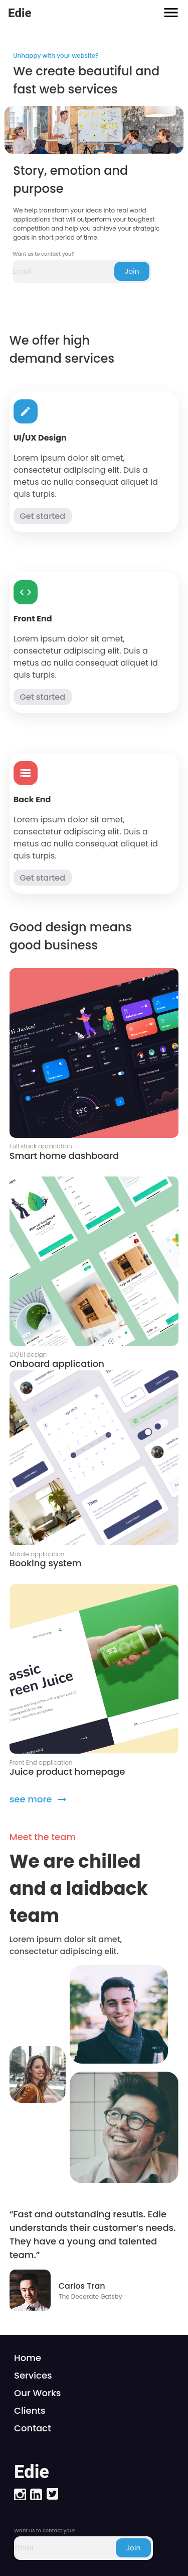 Edie
Unhappy with your website?
We create beautiful and
fast web services
Story, emotion and
purpose
We help transform your ideas into real world
applications that will outperform your toughest
competition and help you achieve your strategic
goals in short period of time.
Want us to contact you?
Email
Join
We offer high
demand services
UI/UX Design
Lorem ipsum dolor sit amet,
consectetur adipiscing elit. Duis a
metus ac nulla consequat aliquet id
quis turpis.
Get started
Front End
Lorem ipsum dolor sit amet,
consectetur adipiscing elit. Duis a
metus ac nulla consequat aliquet id
quis turpis.
Get started
Back End
Lorem ipsum dolor sit amet,
consectetur adipiscing elit. Duis a
metus ac nulla consequat aliquet id
quis turpis.
Get started
Good design means
good business
25°C
Full stack application
Smart home dashboard
UX/UI design
Onboard application
Mobile application
Booking system
assic
reen Juice
Front End application
Juice product homepage
see more
Meet the team
We are chilled
and a laidback
team
Lorem ipsum dolor sit amet,
consectetur adipiscing elit.
“Fast and outstanding resutls. Edie
understands their customer’s needs.
They have a young and talented
team.”
Carlos Tran
The Decorate Gatsby
Home
Services
Our Works
Clients
Contact
Edie
Want us to contact you?
Email
Join